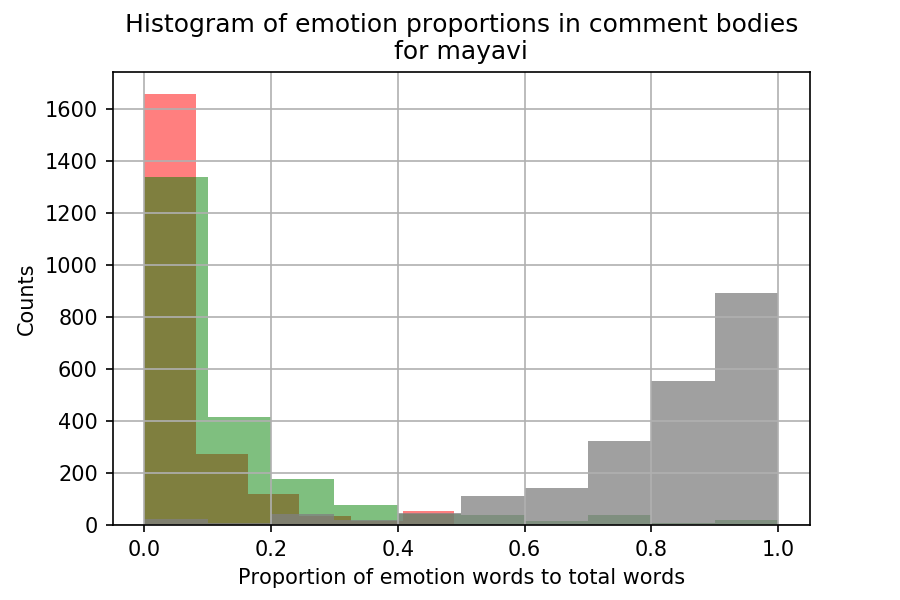 Histogram of emotion proportions in comment bodies
for mayavi
1600
1400
1200
1000
800
600
400
200
0
Counts
0.0 0.2 0.4 0.6 0.8 1.0
Proportion of emotion words to total words